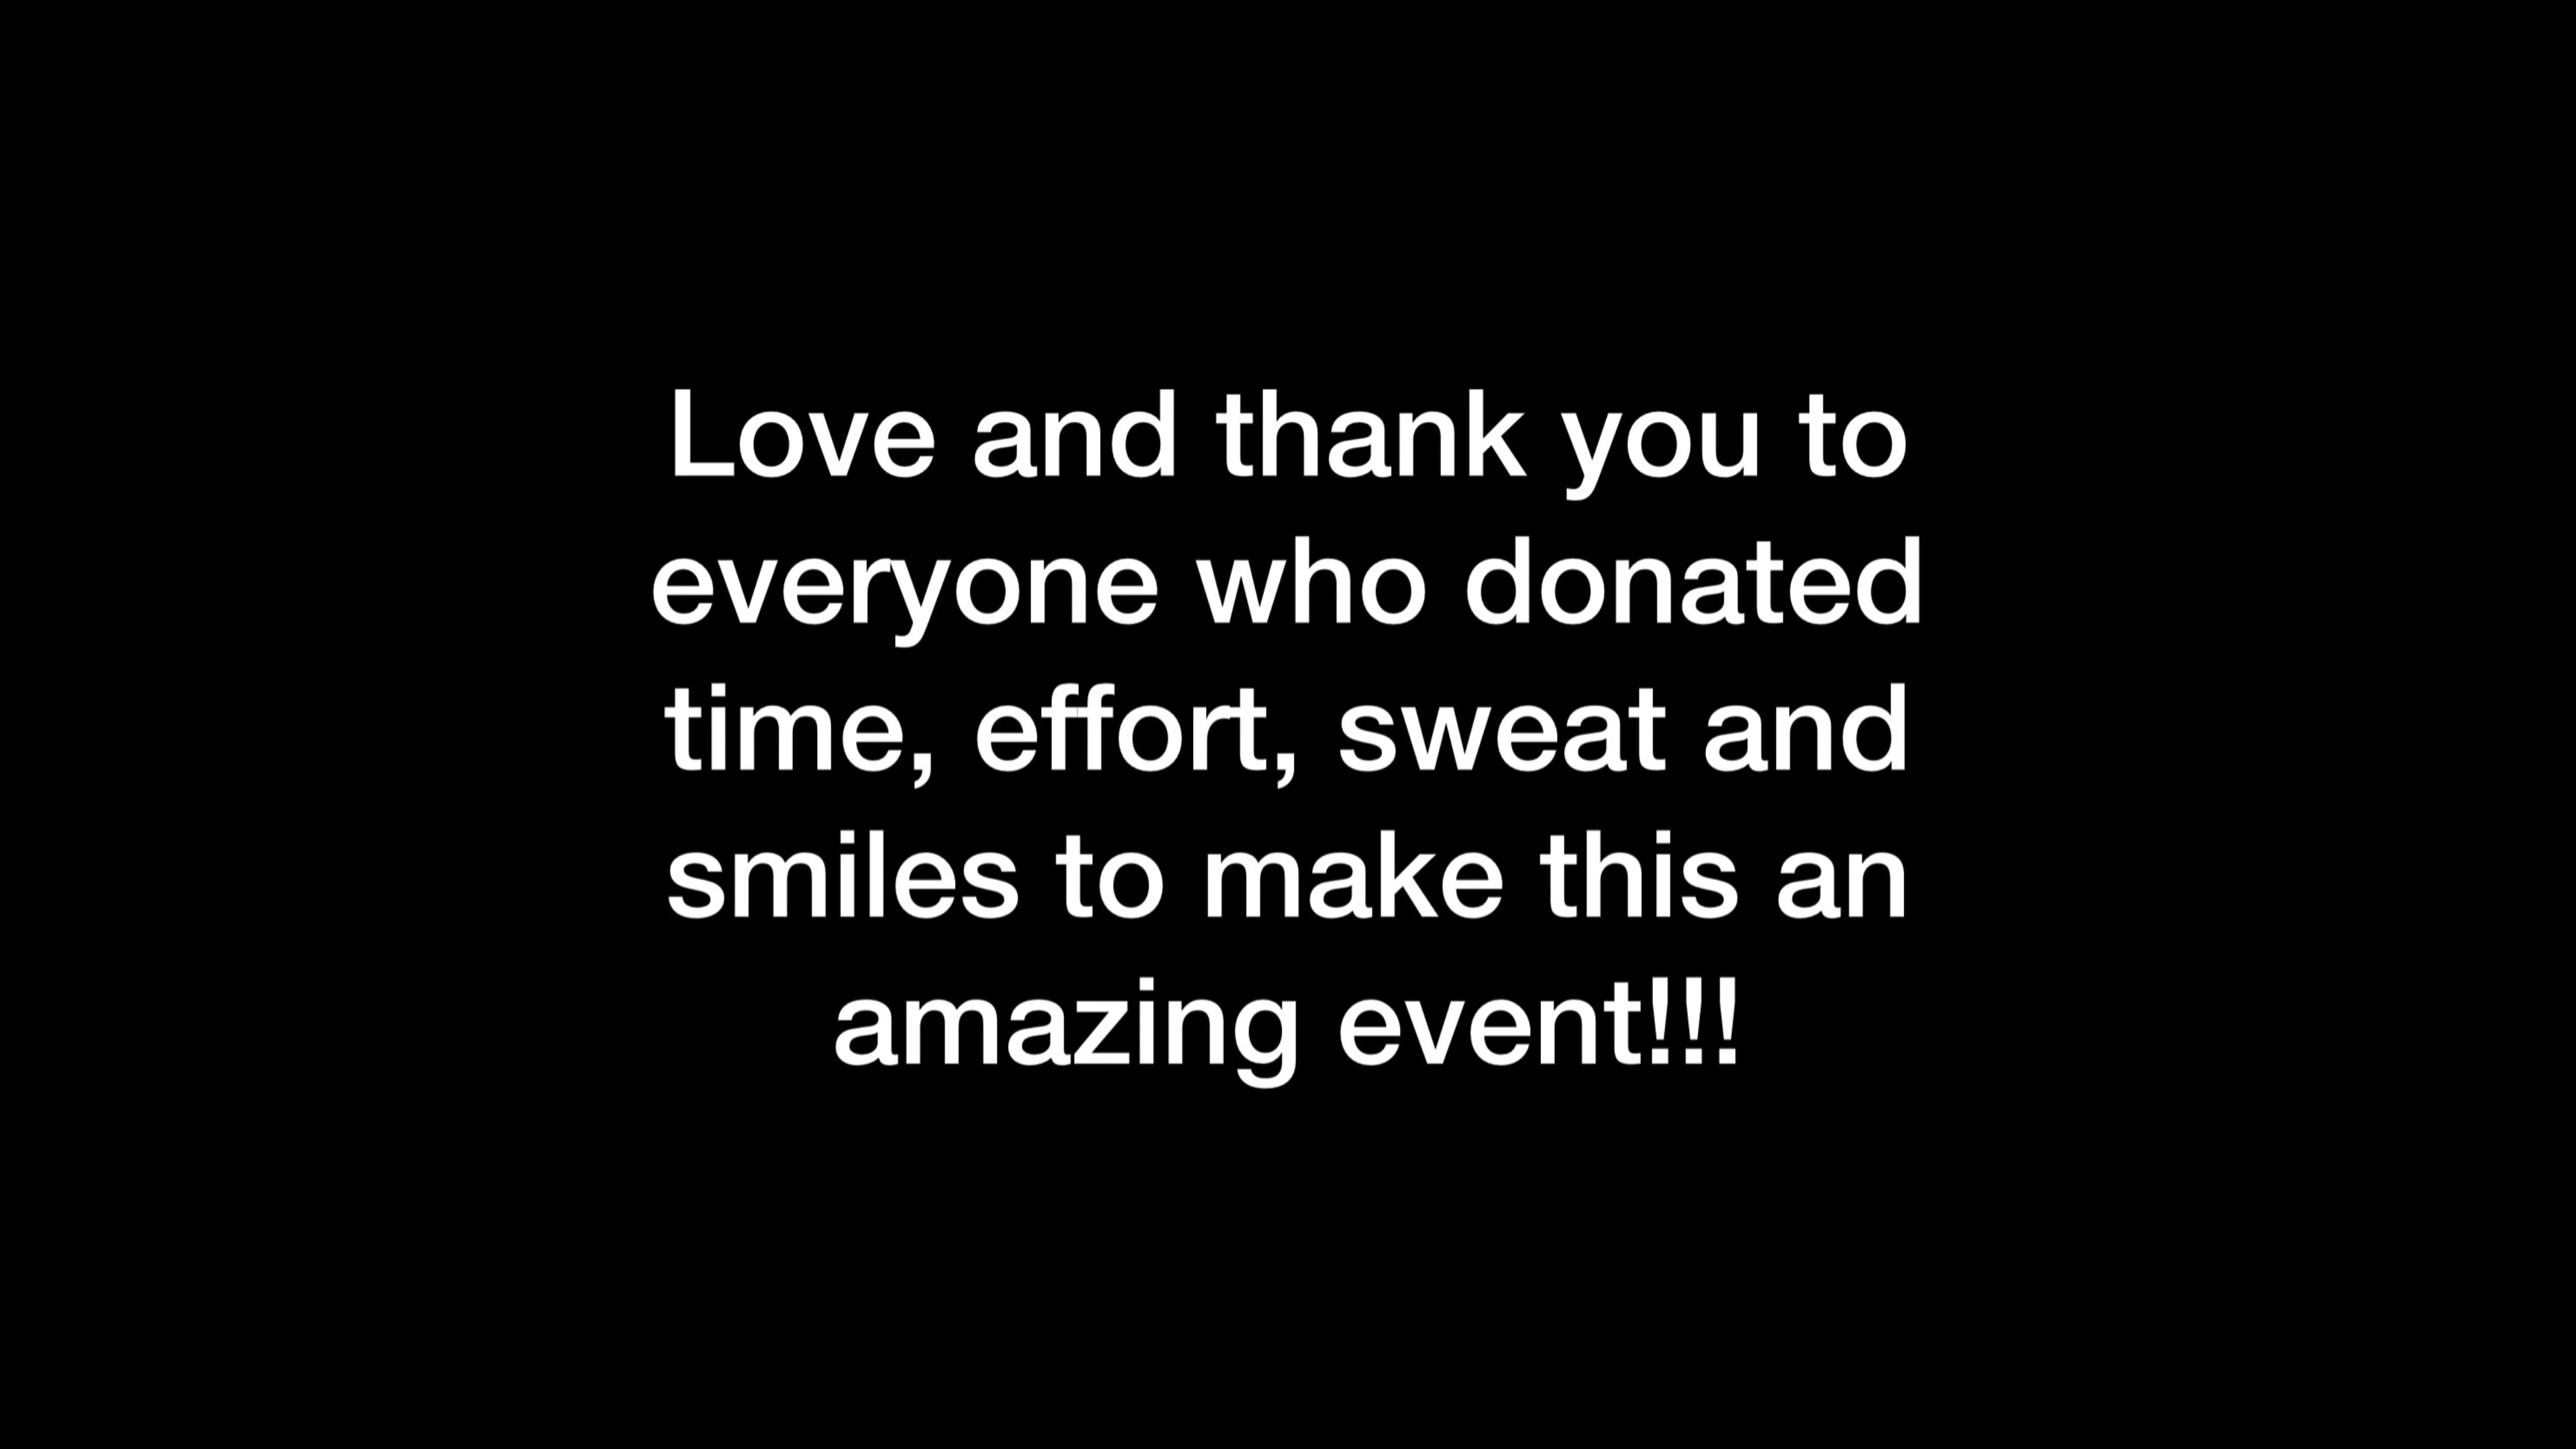 Love and thank you to
everyone who donated
time, effort, sweat and
smiles to make this an
amazing event!!!